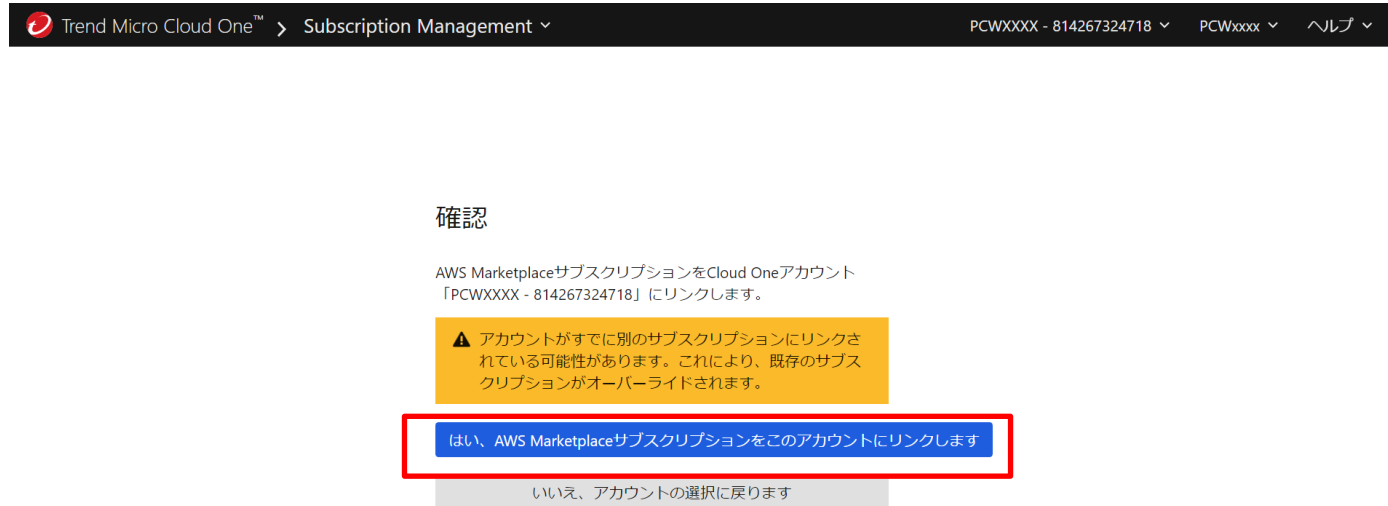 Trend Micro Cloud One™ > Subscription Management PCWXXXX - 814267324718 PCWxxxx ヘルプ
確認
AWS MarketplaceサブスクリプションをCloud Oneアカウント
「PCWXXXX - 814267324718」にリンクします。
アカウントがすでに別のサブスクリプションにリンクさ
れている可能性があります。これにより、既存のサブス
クリプションがオーバーライドされます。
はい、AWS Marketplaceサブスクリプションをこのアカウントにリンクします
いいえ、アカウントの選択に戻ります